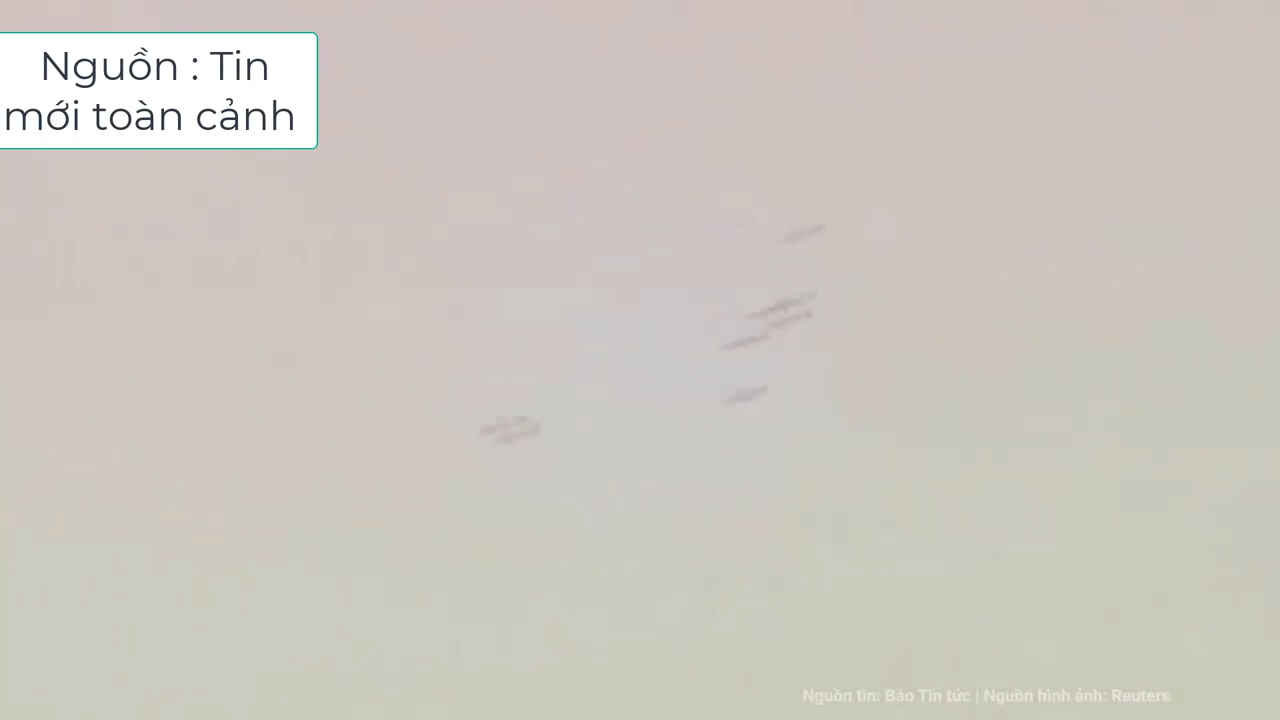 Nguồn : Tin
mới toàn cảnh
Nguồn tin: Báo Tin tức | Nguồn hình ảnh: Reuters